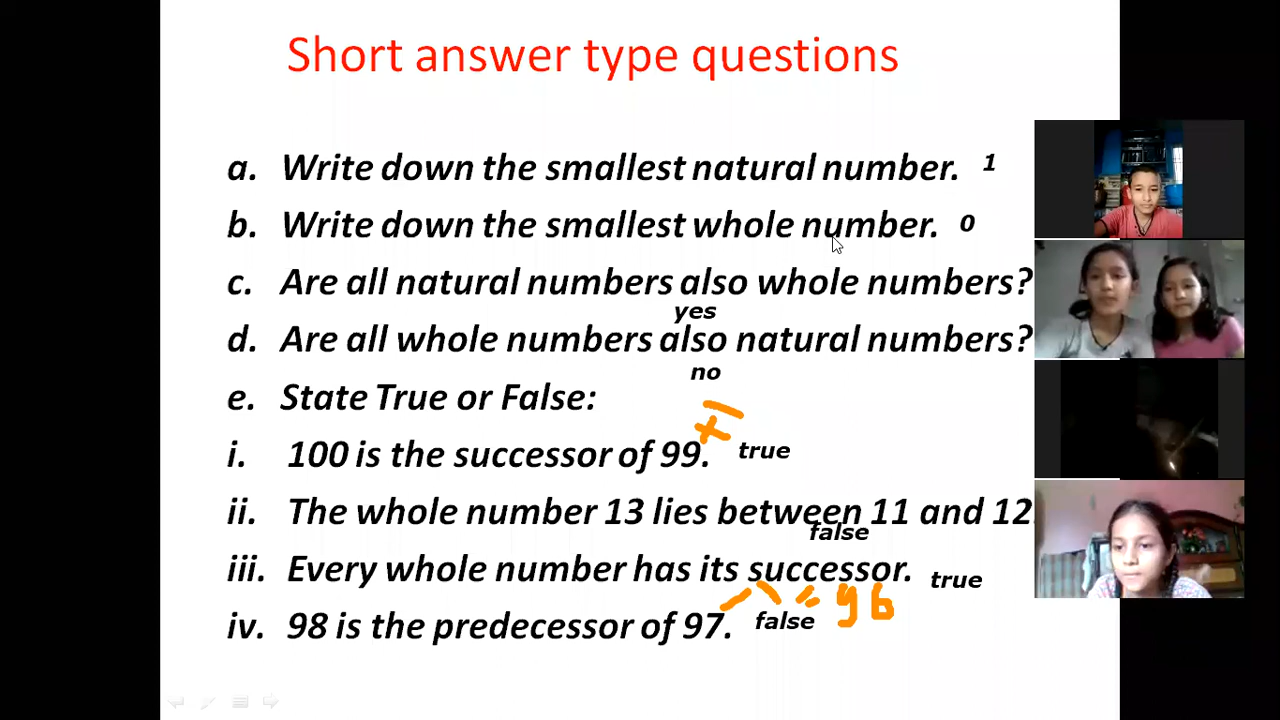 Short answer type questions
a. Write down the smallest natural number. 1
b. Write down the smallest whole number. 0
c. Are all natural numbers also whole numbers?
yes
d. Are all whole numbers also natural numbers?
no
e. State True or False:
i. 100 is the successor of 99. true
ii. The whole number 13 lies between 11 and 12.
false
iii. Every whole number has its successor. true
= 96
iv. 98 is the predecessor of 97. false